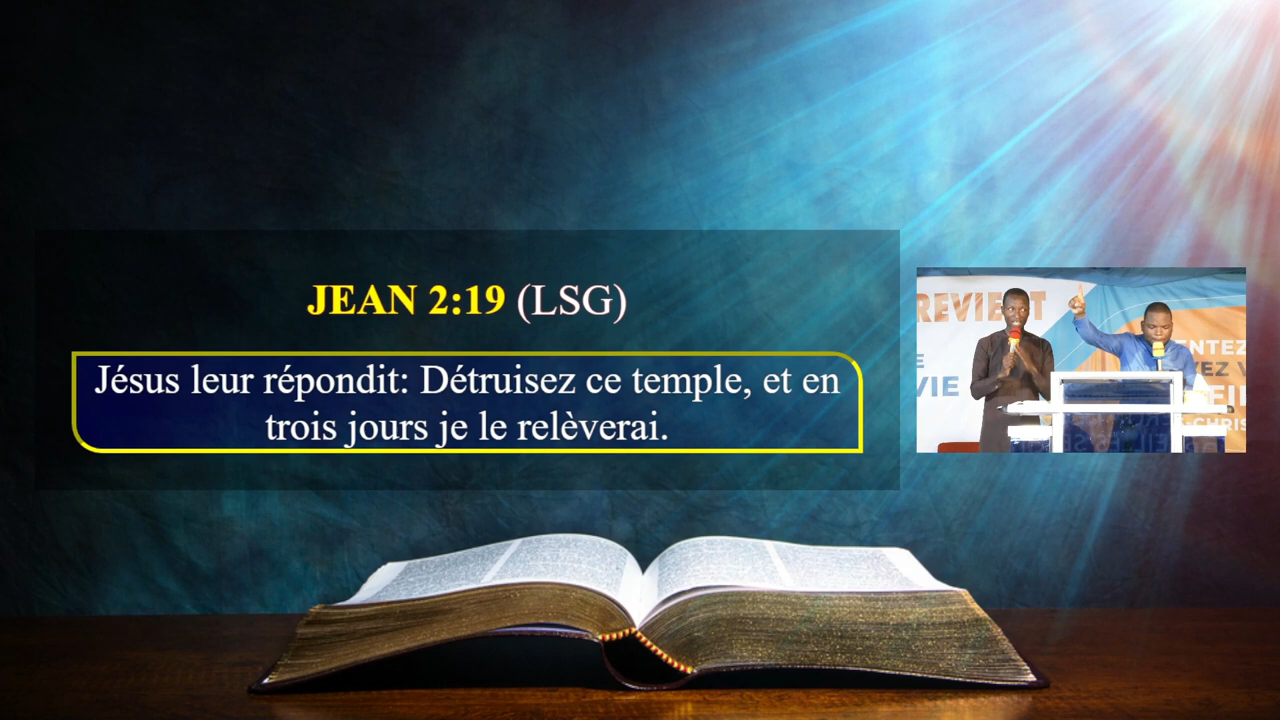 JEAN 2:19 (LSG)
Jésus leur répondit: Détruisez ce temple, et en
trois jours je le relèverai.
REVIENT
VIE